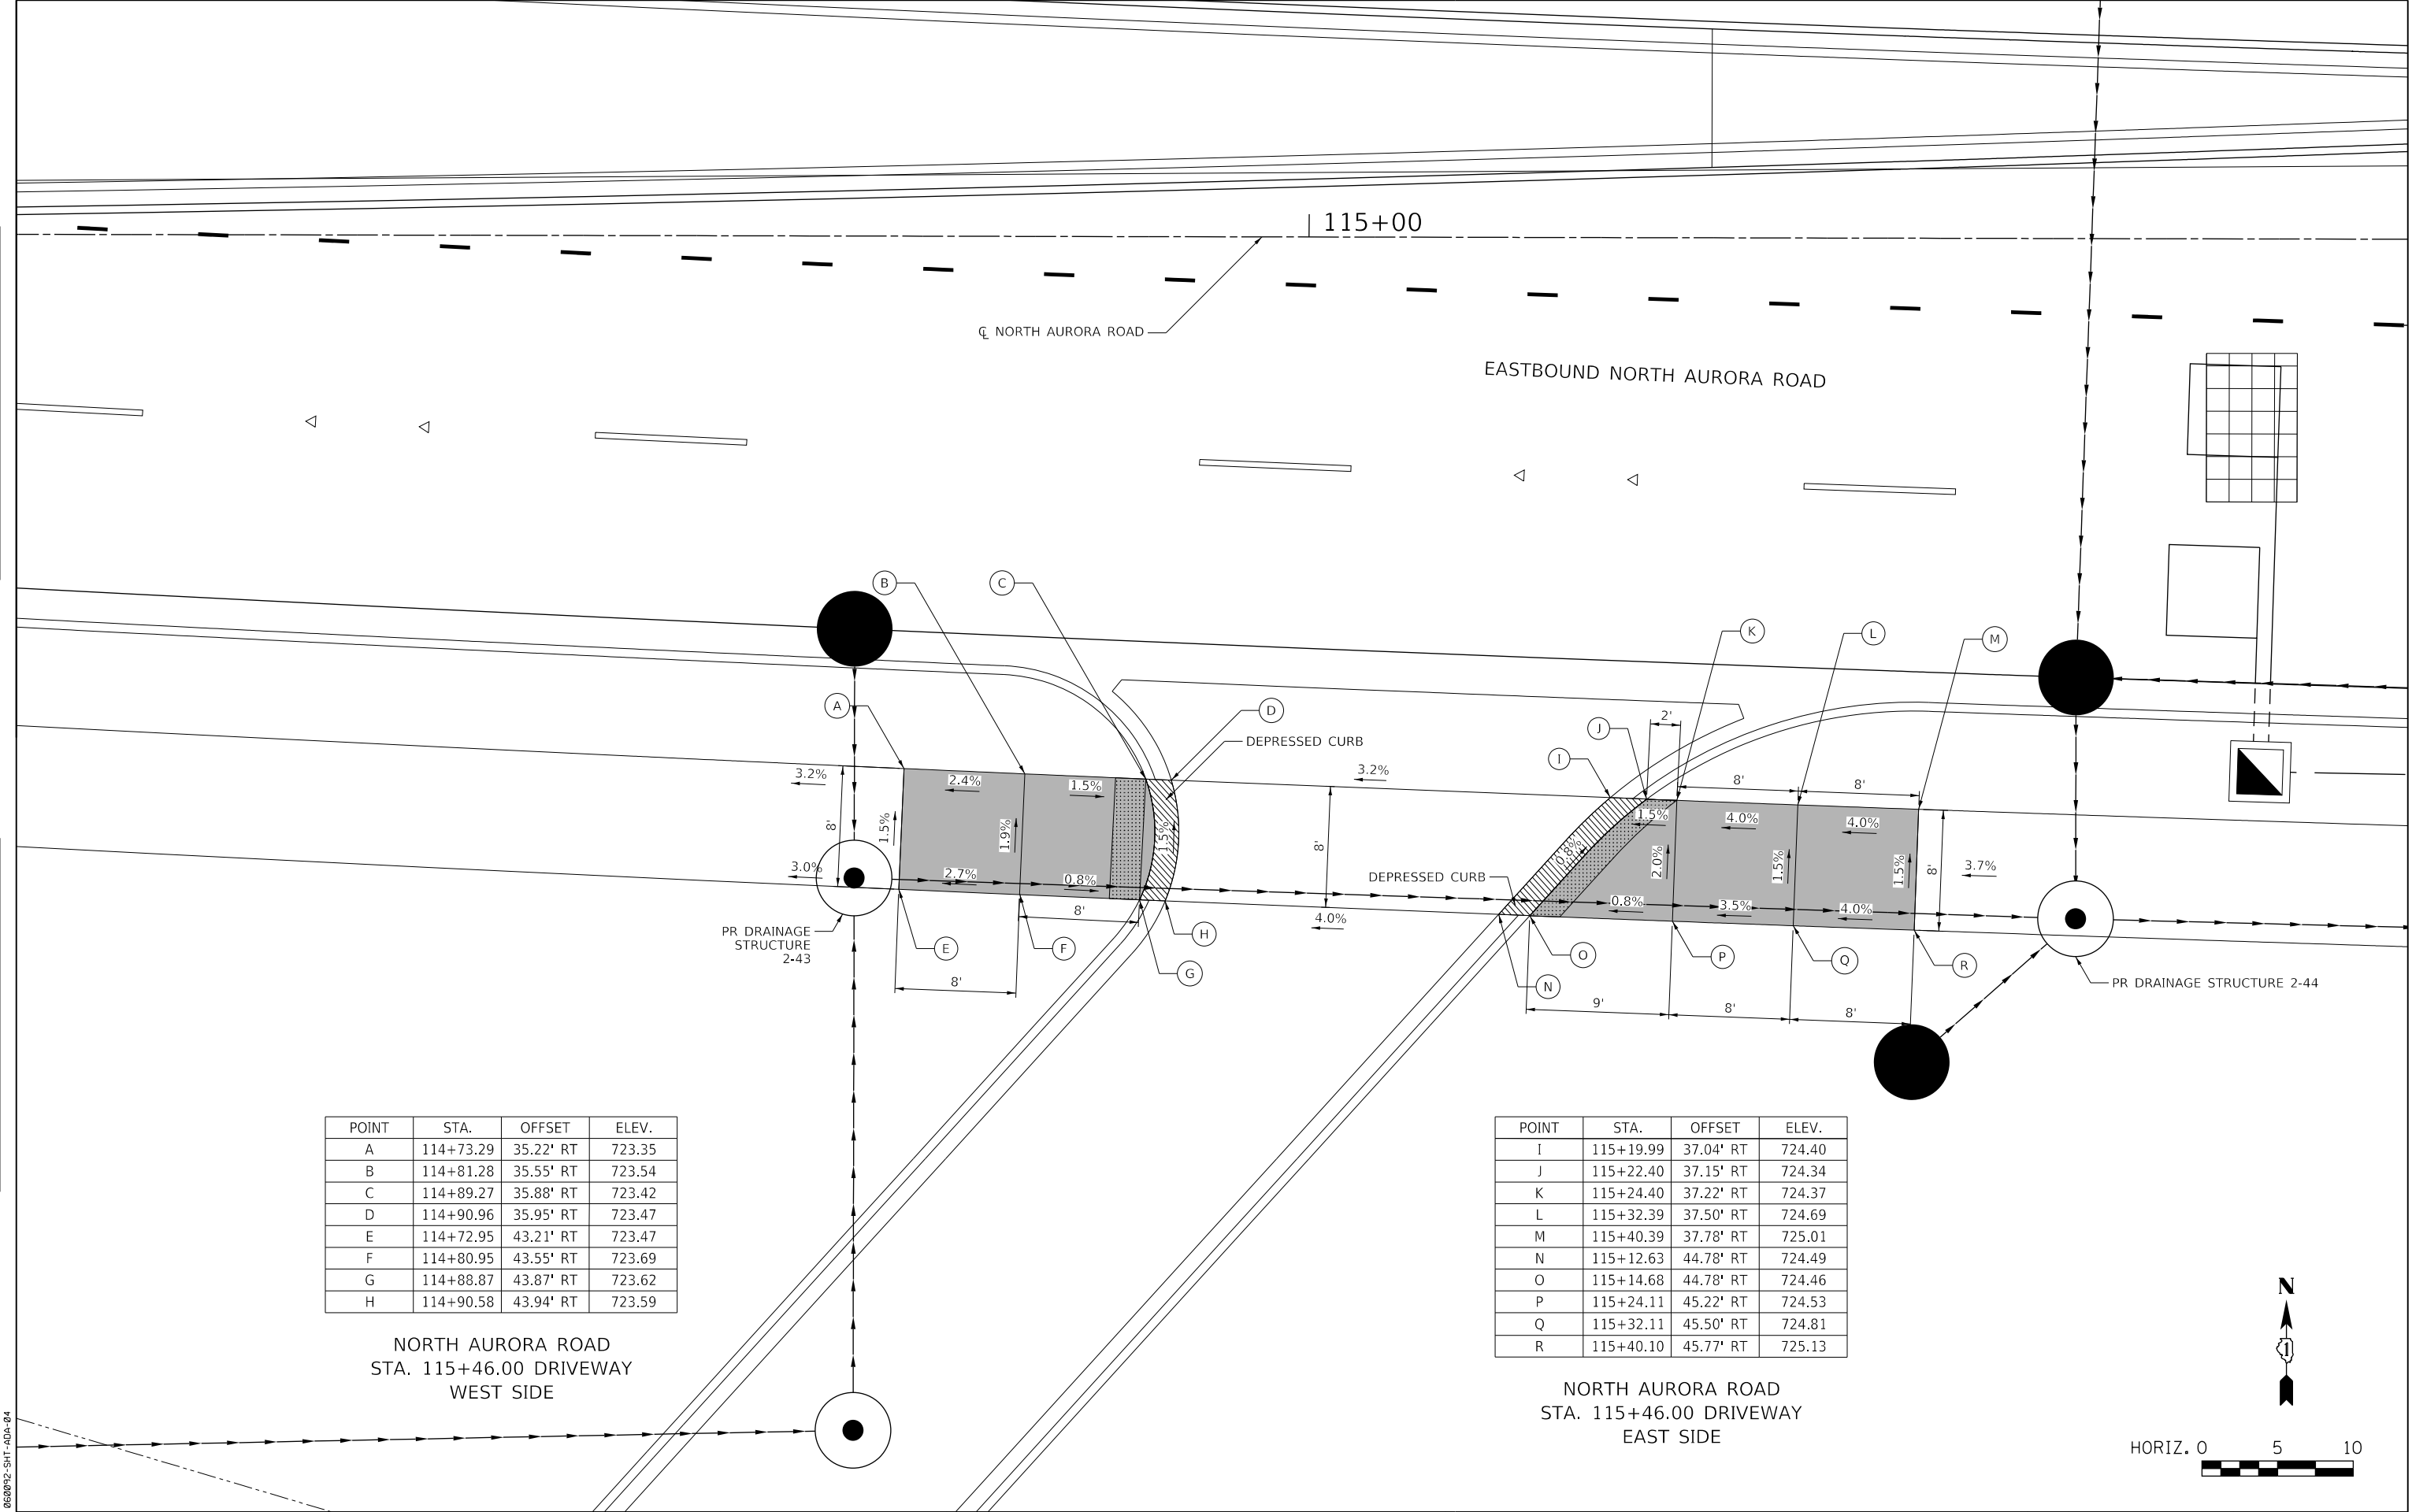 115+00
℄ NORTH AURORA ROAD
EASTBOUND NORTH AURORA ROAD
B
C
K
L
M
A
D
J
2'
DEPRESSED CURB
I
3.2%
2.4%
1.5%
3.2%
8'
8'
8'
1.5%
1.9%
1.5%
8'
1.5%
4.0%
4.0%
0.8%
2.0%
1.5%
1.5%
8'
3.7%
3.0%
2.7%
0.8%
DEPRESSED CURB
0.8%
3.5%
4.0%
8'
4.0%
PR DRAINAGE
STRUCTURE
2-43
E
F
H
G
O
P
Q
R
N
8'
9'
8'
8'
PR DRAINAGE STRUCTURE 2-44
POINT STA. OFFSET ELEV.
A 114+73.29 35.22' RT 723.35
B 114+81.28 35.55' RT 723.54
C 114+89.27 35.88' RT 723.42
D 114+90.96 35.95' RT 723.47
E 114+72.95 43.21' RT 723.47
F 114+80.95 43.55' RT 723.69
G 114+88.87 43.87' RT 723.62
H 114+90.58 43.94' RT 723.59
NORTH AURORA ROAD
STA. 115+46.00 DRIVEWAY
WEST SIDE
POINT STA. OFFSET ELEV.
I 115+19.99 37.04' RT 724.40
J 115+22.40 37.15' RT 724.34
K 115+24.40 37.22' RT 724.37
L 115+32.39 37.50' RT 724.69
M 115+40.39 37.78' RT 725.01
N 115+12.63 44.78' RT 724.49
O 115+14.68 44.78' RT 724.46
P 115+24.11 45.22' RT 724.53
Q 115+32.11 45.50' RT 724.81
R 115+40.10 45.77' RT 725.13
NORTH AURORA ROAD
STA. 115+46.00 DRIVEWAY
EAST SIDE
N
1
HORIZ. 0 5 10
060092-SHT-ADA-04